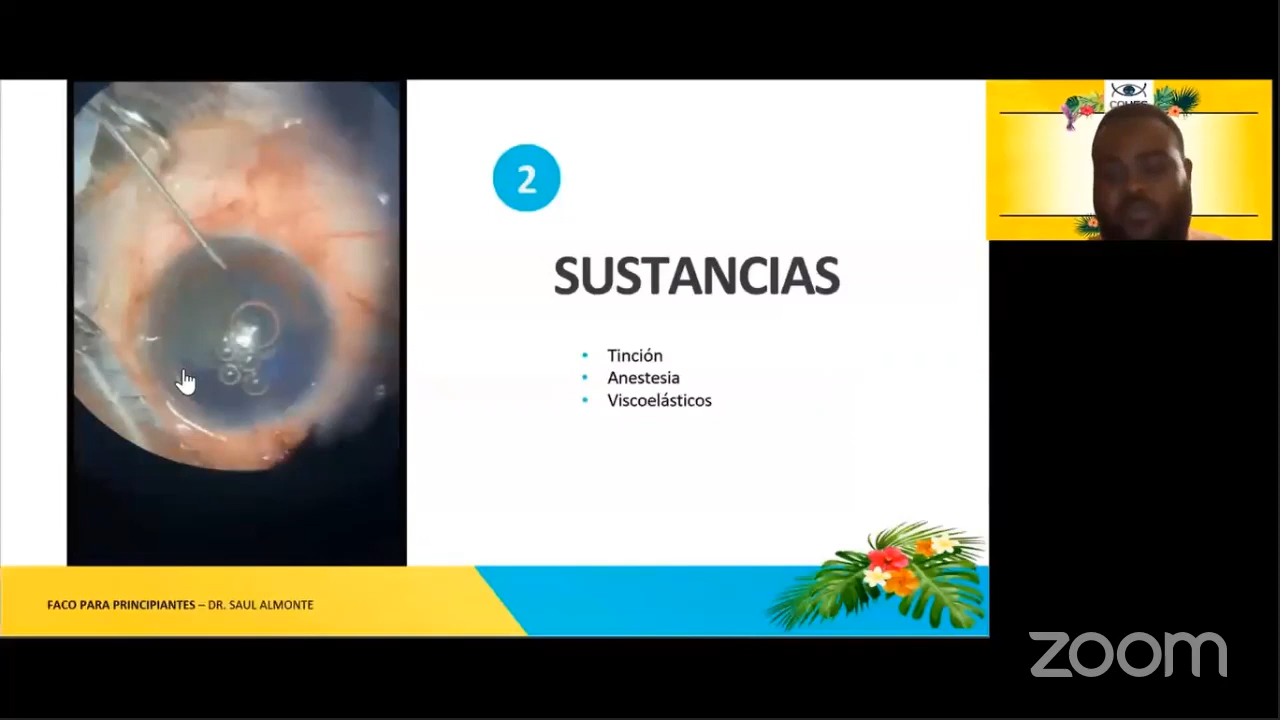 2
SUSTANCIAS
• Tinción
• Anestesia
• Viscoelásticos
FACO PARA PRINCIPIANTES – DR. SAUL ALMONTE
zoom